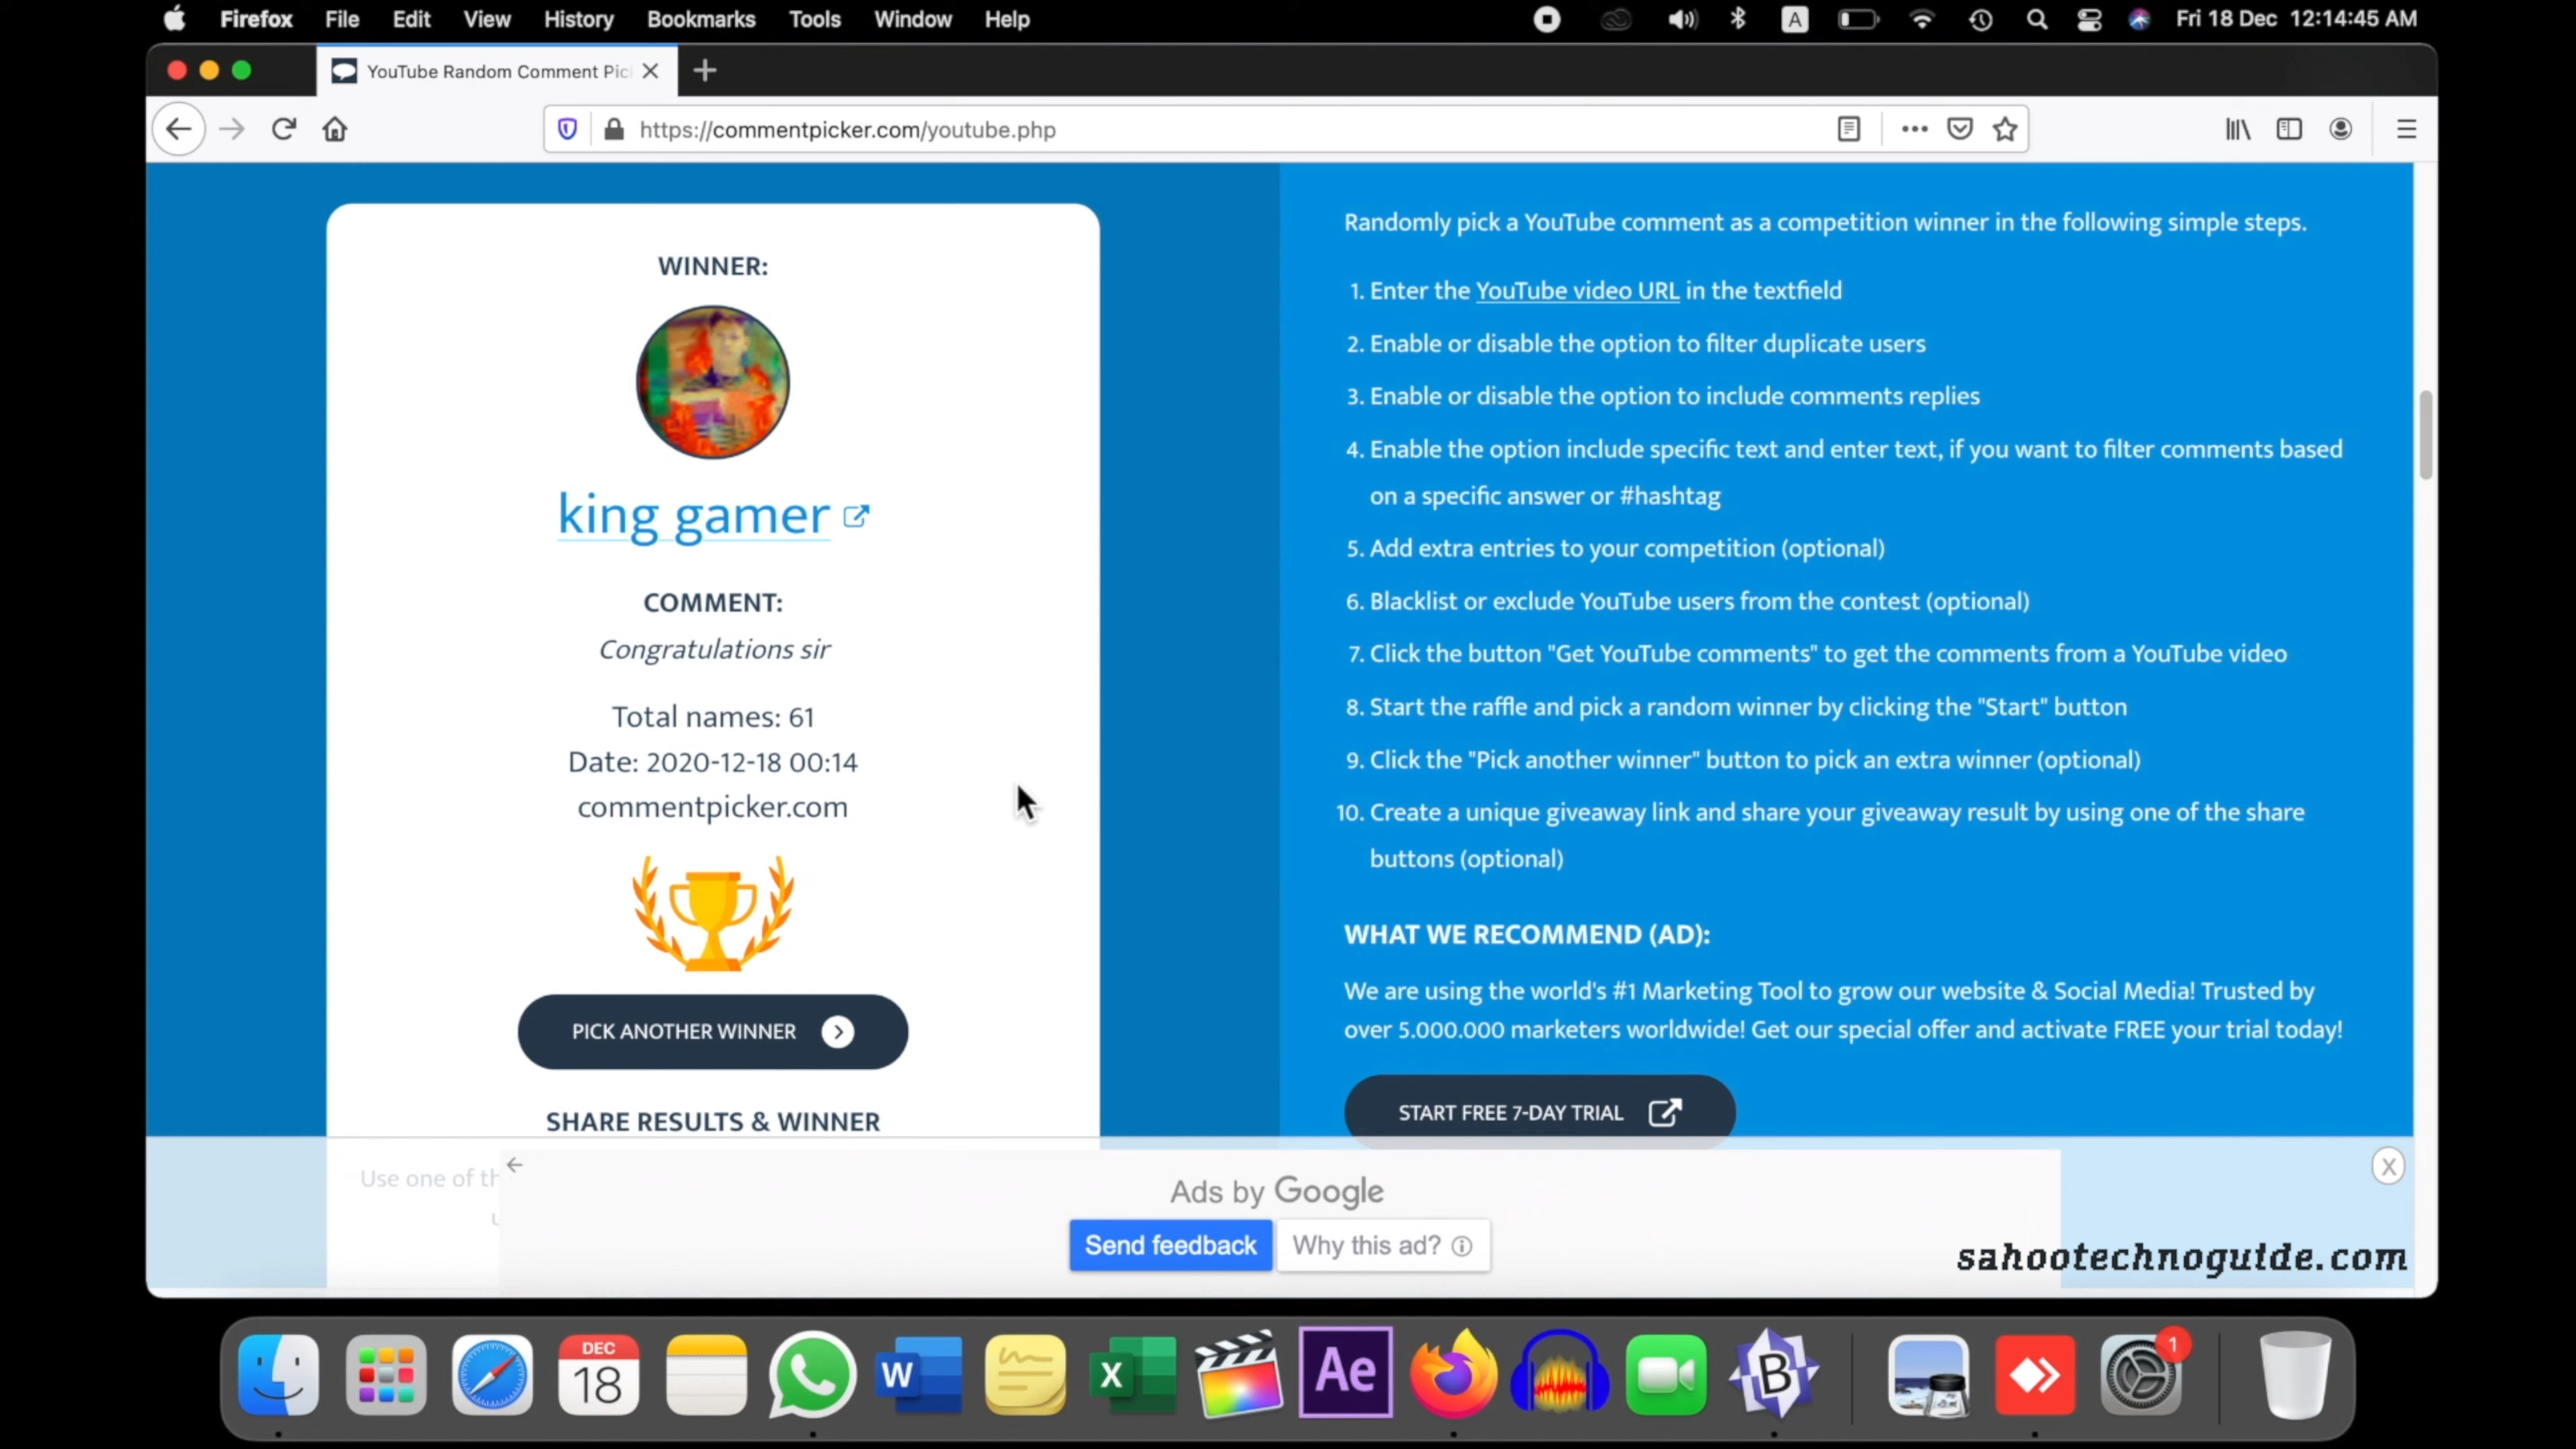 Firefox File Edit View History Bookmarks Tools Window Help
A
Fri 18 Dec 12:14:45 AM
YouTube Random Comment Pic
https://commentpicker.com/youtube.php
WINNER:
king gamer
COMMENT:
Congratulations sir
Total names: 61
Date: 2020-12-18 00:14
commentpicker.com
PICK ANOTHER WINNER
SHARE RESULTS & WINNER
Use one of th
Randomly pick a YouTube comment as a competition winner in the following simple steps.
1. Enter the YouTube video URL in the textfield
2. Enable or disable the option to filter duplicate users
3. Enable or disable the option to include comments replies
4. Enable the option include specific text and enter text, if you want to filter comments based
on a specific answer or #hashtag
5. Add extra entries to your competition (optional)
6. Blacklist or exclude YouTube users from the contest (optional)
7. Click the button "Get YouTube comments" to get the comments from a YouTube video
8. Start the raffle and pick a random winner by clicking the "Start" button
9. Click the "Pick another winner" button to pick an extra winner (optional)
10. Create a unique giveaway link and share your giveaway result by using one of the share
buttons (optional)
WHAT WE RECOMMEND (AD):
We are using the world's #1 Marketing Tool to grow our website & Social Media! Trusted by
over 5.000.000 marketers worldwide! Get our special offer and activate FREE your trial today!
START FREE 7-DAY TRIAL
Ads by Google
Send feedback
Why this ad?
X
sahootechnoguide.com
DEC
18
W
X
Ae
B
1